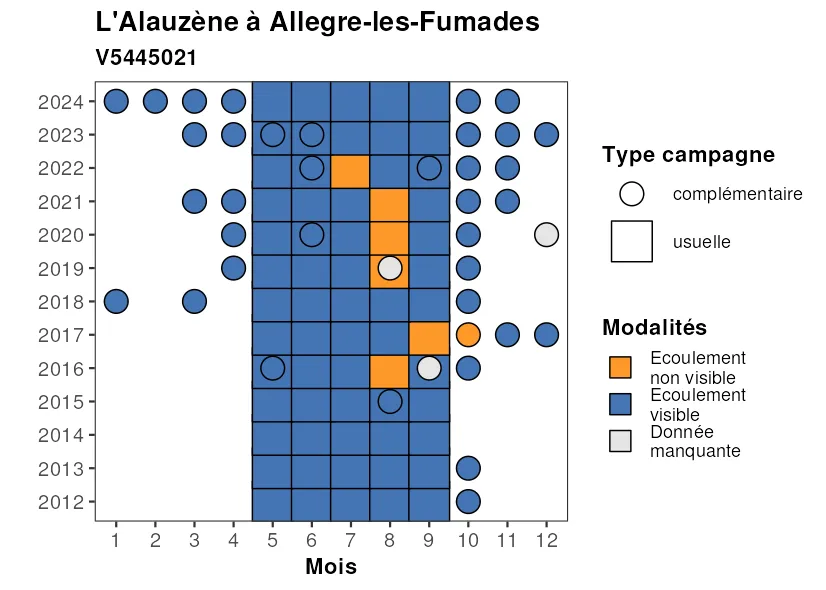 L'Alauzène à Allegre-les-Fumades
V5445021
2024
2023
2022
2021
2020
2019
2018
2017
2016
2015
2014
2013
2012
1 2 3 4 5 6 7 8 9 10 11 12
Mois
Type campagne
complémentaire
usuelle
Modalités
Ecoulement
non visible
Ecoulement
visible
Donnée
manquante